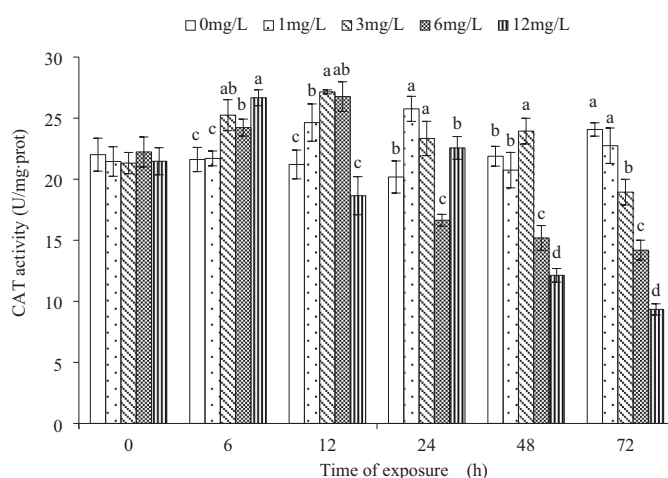 0mg/L 1mg/L 3mg/L 6mg/L 12mg/L
30
25
20
15
10
5
0
CAT activity (U/mg·prot)
c c ab b a
c b a ab c
b a a c b
b b a c d
a a b c d
0 6 12 24 48 72
Time of exposure (h)